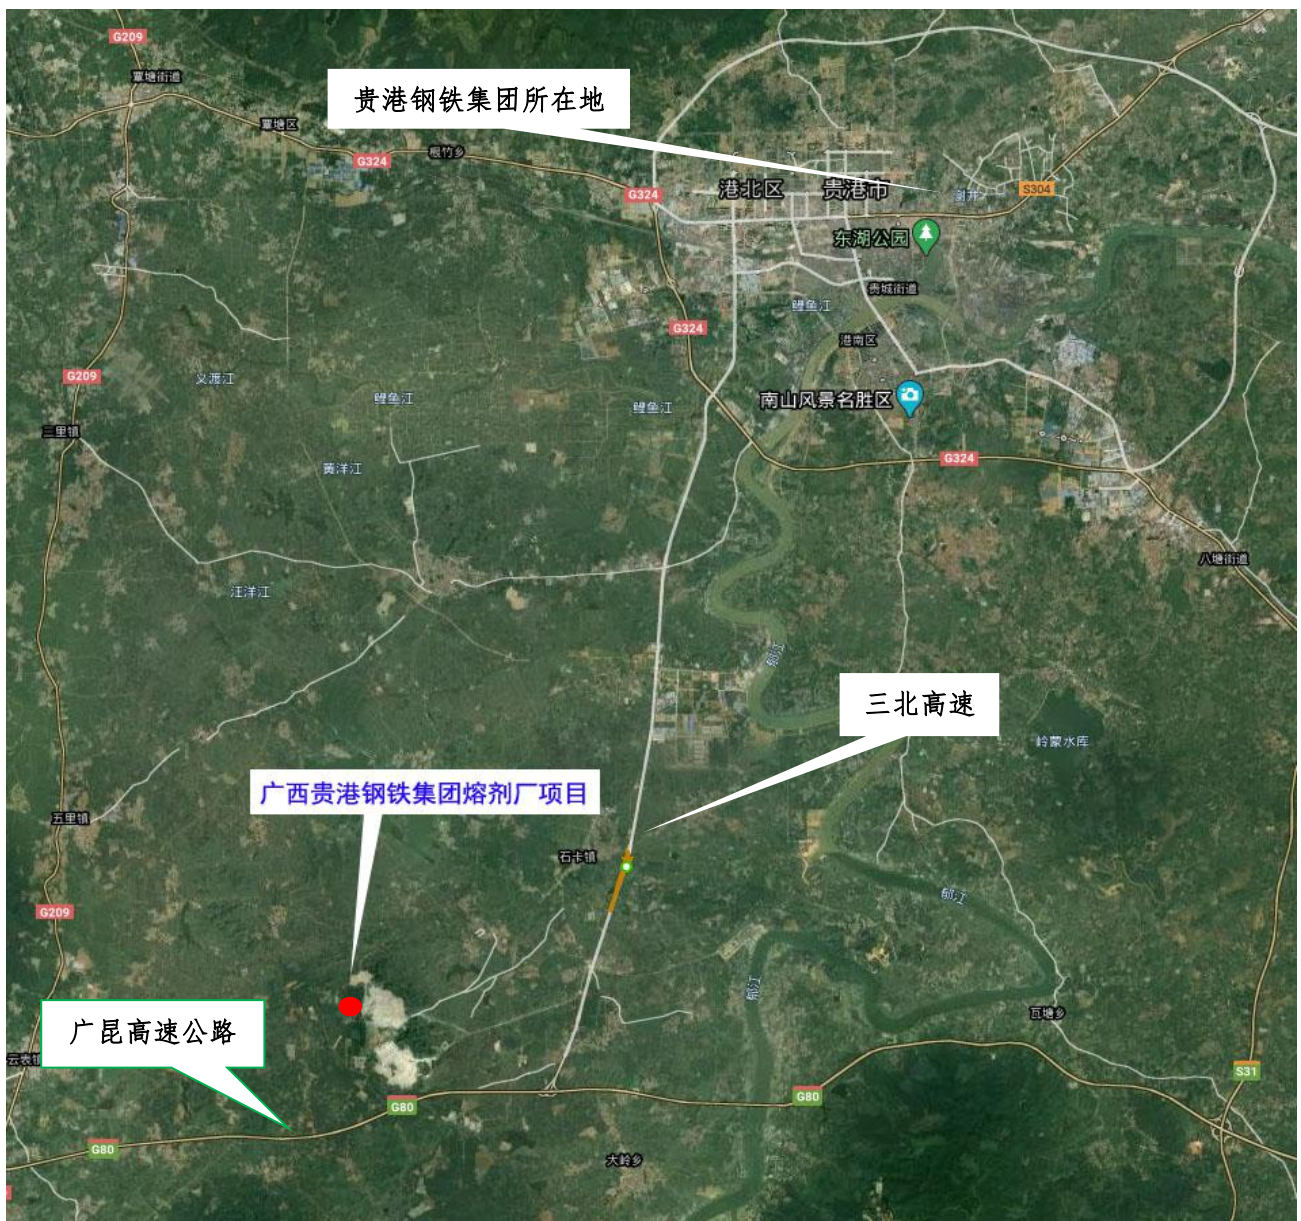 G209
覃塘街道
贵港钢铁集团所在地
覃塘区
根竹乡
G324
G324
港北区
贵港市
S304
东湖公园
贵城街道
鲤鱼江
G324
港南区
G209
义渡江
鲤鱼江
鲤鱼江
南山风景名胜区
三里镇
G324
黄洋江
八塘街道
汪洋江
郁江
三北高速
岭蒙水库
广西贵港钢铁集团熔剂厂项目
五里镇
石卡镇
郁江
G209
郁江
瓦塘乡
广昆高速公路
云表镇
S31
G80
G80
G80
大岭乡